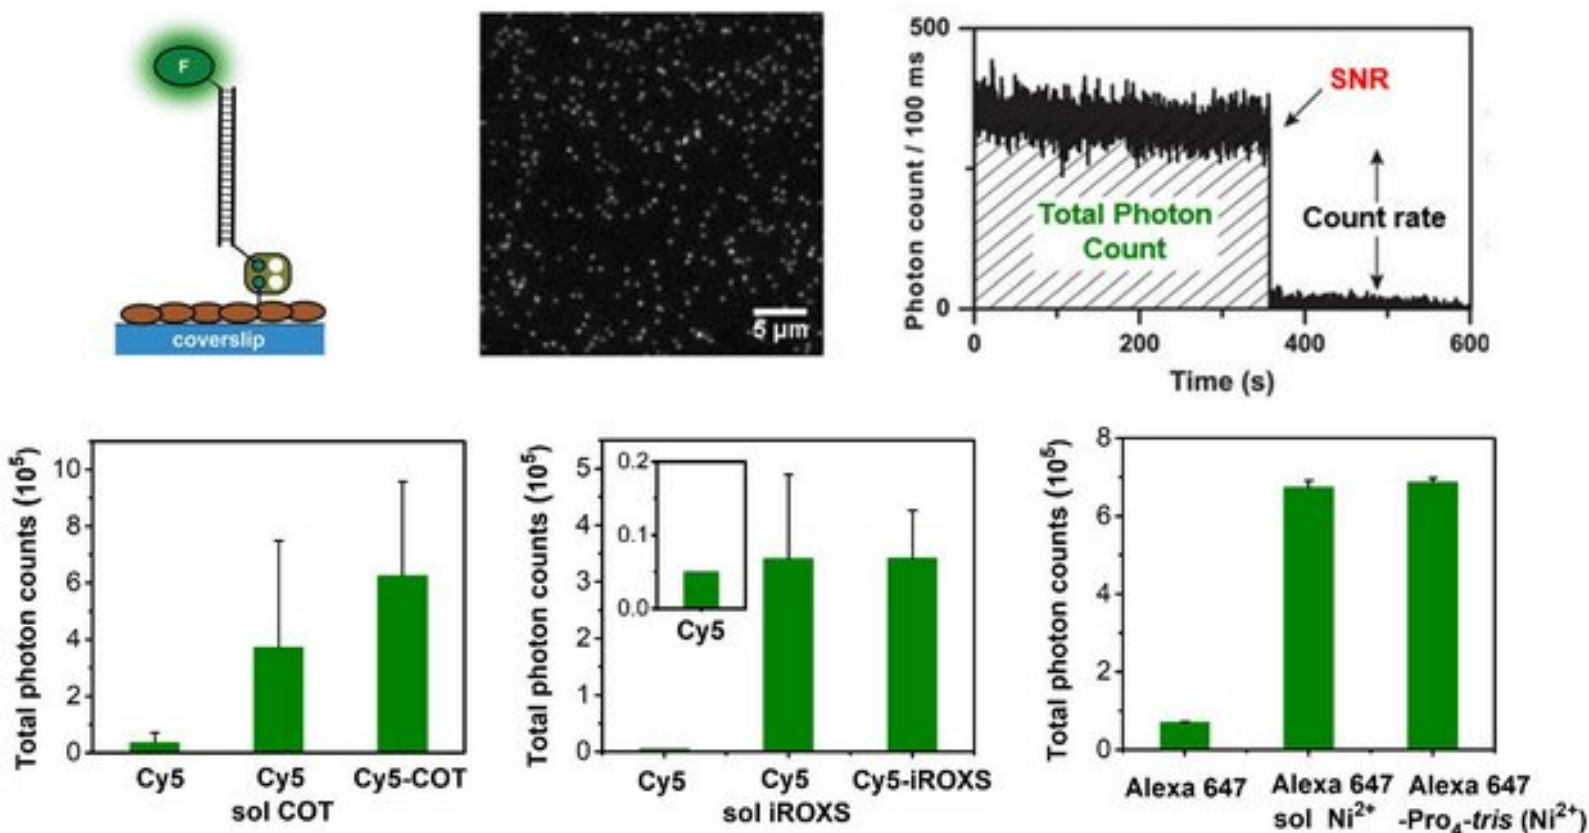 F
coverslip
5 µm
500
0
Photon count / 100 ms
SNR
Total Photon
Count
Count rate
0 200 400 600
Time (s)
Total photon counts (10⁵)
10
8
6
4
2
0
Cy5 Cy5 Cy5-COT
sol COT
Total photon counts (10⁵)
5
4
3
2
1
0
0.2
0.1
0.0
Cy5
Cy5 Cy5 Cy5-iROXS
sol iROXS
Total photon counts (10⁵)
8
6
4
2
0
Alexa 647 Alexa 647 Alexa 647
sol Ni²⁺ -Pro₄-tris (Ni²⁺)